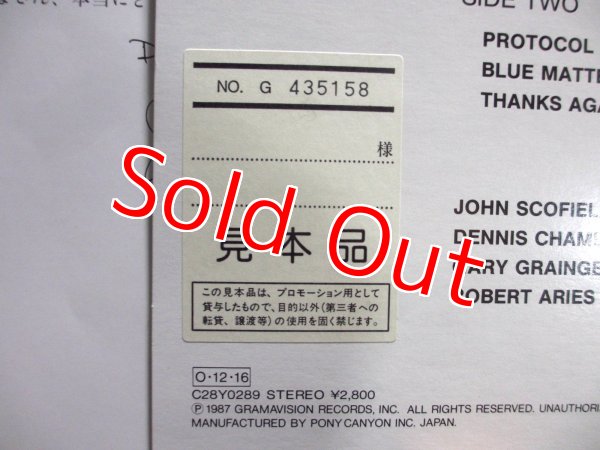 SIDE TWO
PROTOCOL
BLUE MATTE
THANKS AGA
NO. G 435158
様
見本品
この見本品は、プロモーション用として
貸与したもので、目的以外(第三者への
転貸、譲渡等)の使用を固く禁じます。
Sold Out
JOHN SCOFIEL
DENNIS CHAM
GARY GRAINGE
ROBERT ARIES
O・12・16
C28Y0289 STEREO ¥2,800
Ⓟ1987 GRAMAVISION RECORDS, INC. ALL RIGHTS RESERVED. UNAUTHORI
MANUFACTURED BY PONY CANYON INC. JAPAN.